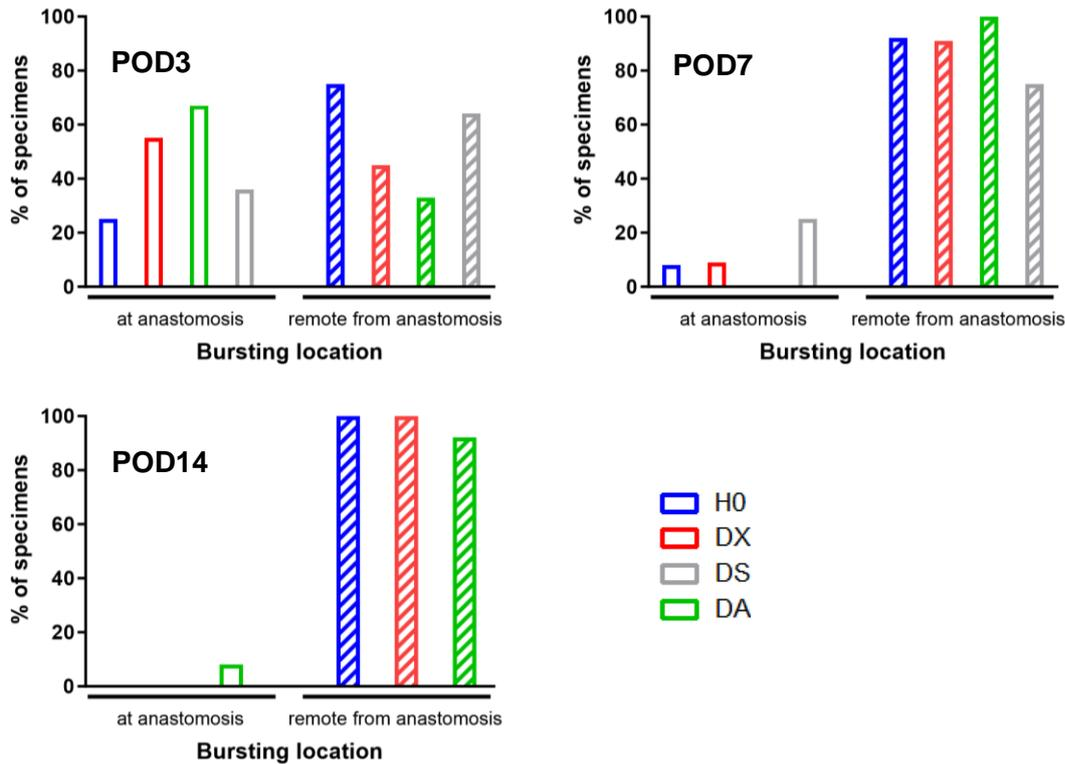 POD3
% of specimens
100
80
60
40
20
0
at anastomosis remote from anastomosis
Bursting location
POD7
% of specimens
100
80
60
40
20
0
at anastomosis remote from anastomosis
Bursting location
POD14
% of specimens
100
80
60
40
20
0
at anastomosis remote from anastomosis
Bursting location
H0
DX
DS
DA